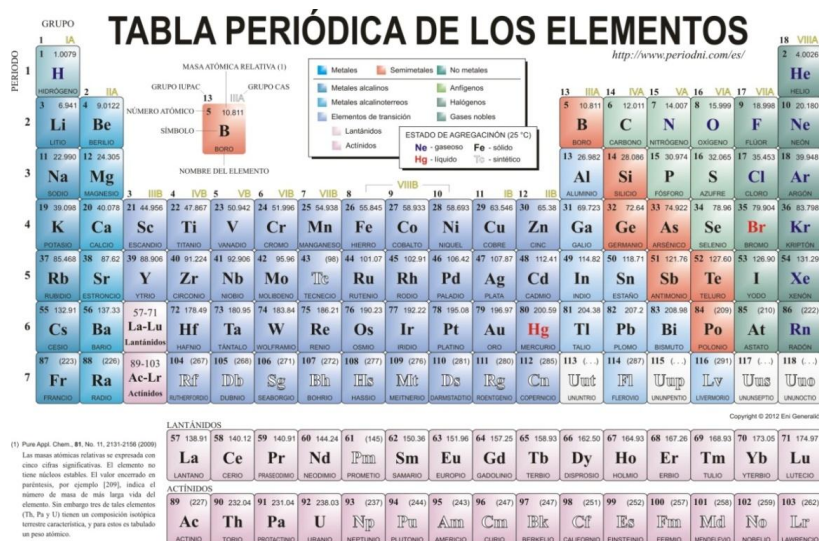 TABLA PERIÓDICA DE LOS ELEMENTOS
http://www.periodni.com/es/
GRUPO
PERIODO
1 IA
18 VIIIA
1 1.0079 2 4.0026
H He
HIDRÓGENO HELIO
MASA ATÓMICA RELATIVA (1)
GRUPO IUPAC GRUPO CAS
13 IIIA
NÚMERO ATÓMICO 5 10.811
SÍMBOLO B
BORO
NOMBRE DEL ELEMENTO
Metales Semimetales No metales
Metales alcalinos Anfígenos
Metales alcalinoterreos Halógenos
Elementos de transición Gases nobles
Lantánidos
Actínidos
ESTADO DE AGREGACINÓN (25 °C)
Ne - gaseoso Fe - sólido
Hg - líquido Tc - sintético
2 IIA 13 IIIA 14 IVA 15 VA 16 VIA 17 VIIA
3 6.941 4 9.0122 5 10.811 6 12.011 7 14.007 8 15.999 9 18.998 10 20.180
2 Li Be B C N O F Ne
LITIO BERILIO BORO CARBONO NITRÓGENO OXÍGENO FLÚOR NEÓN
11 22.990 12 24.305 13 26.982 14 28.086 15 30.974 16 32.065 17 35.453 18 39.948
3 Na Mg Al Si P S Cl Ar
SODIO MAGNESIO ALUMINIO SILICIO FÓSFORO AZUFRE CLORO ARGÓN
3 IIIB 4 IVB 5 VB 6 VIB 7 VIIB 8 9 VIIIB 10 11 IB 12 IIB
19 39.098 20 40.078 21 44.956 22 47.867 23 50.942 24 51.996 25 54.938 26 55.845 27 58.933 28 58.693 29 63.546 30 65.38 31 69.723 32 72.64 33 74.922 34 78.96 35 79.904 36 83.798
4 K Ca Sc Ti V Cr Mn Fe Co Ni Cu Zn Ga Ge As Se Br Kr
POTASIO CALCIO ESCANDIO TITANIO VANADIO CROMO MANGANESO HIERRO COBALTO NIQUEL COBRE CINC GALIO GERMANIO ARSÉNICO SELENIO BROMO KRIPTÓN
37 85.468 38 87.62 39 88.906 40 91.224 41 92.906 42 95.96 43 (98) 44 101.07 45 102.91 46 106.42 47 107.87 48 112.41 49 114.82 50 118.71 51 121.76 52 127.60 53 126.90 54 131.29
5 Rb Sr Y Zr Nb Mo Tc Ru Rh Pd Ag Cd In Sn Sb Te I Xe
RUBIDIO ESTRONCIO YTRIO CIRCONIO NIOBIO MOLIBDENO TECNECIO RUTENIO RODIO PALADIO PLATA CADMIO INDIO ESTAÑO ANTIMONIO TELURO YODO XENÓN
55 132.91 56 137.33 57-71 72 178.49 73 180.95 74 183.84 75 186.21 76 190.23 77 192.22 78 195.08 79 196.97 80 200.59 81 204.38 82 207.2 83 208.98 84 (209) 85 (210) 86 (222)
6 Cs Ba La-Lu Hf Ta W Re Os Ir Pt Au Hg Tl Pb Bi Po At Rn
CESIO BARIO Lantánidos HAFNIO TÁNTALO WOLFRAMIO RENIO OSMIO IRIDIO PLATINO ORO MERCURIO TALIO PLOMO BISMUTO POLONIO ASTATO RADÓN
87 (223) 88 (226) 89-103 104 (267) 105 (268) 106 (271) 107 (272) 108 (277) 109 (276) 110 (281) 111 (280) 112 (285) 113 (...) 114 (287) 115 (...) 116 (291) 117 (...) 118 (...)
7 Fr Ra Ac-Lr Rf Db Sg Bh Hs Mt Ds Rg Cn Uut Fl Uup Lv Uus Uuo
FRANCIO RADIO Actínidos RUTHERFORDIO DUBNIO SEABORGIO BOHRIO HASSIO MEITNERIO DARMSTADTIO ROENTGENIO COPERNICIO UNUNTRIO FLEROVIO UNUNPENTIO LIVERMORIO UNUNSEPTIO UNUNOCTIO
Copyright © 2012 Eni Generalić
LANTÁNIDOS
57 138.91 58 140.12 59 140.91 60 144.24 61 (145) 62 150.36 63 151.96 64 157.25 65 158.93 66 162.50 67 164.93 68 167.26 69 168.93 70 173.05 71 174.97
La Ce Pr Nd Pm Sm Eu Gd Tb Dy Ho Er Tm Yb Lu
LANTANO CERIO PRASEODIMIO NEODIMIO PROMETIO SAMARIO EUROPIO GADOLINIO TERBIO DISPROSIO HOLMIO ERBIO TULIO YTERBIO LUTECIO
ACTÍNIDOS
89 (227) 90 232.04 91 231.04 92 238.03 93 (237) 94 (244) 95 (243) 96 (247) 97 (247) 98 (251) 99 (252) 100 (257) 101 (258) 102 (259) 103 (262)
Ac Th Pa U Np Pu Am Cm Bk Cf Es Fm Md No Lr
ACTINIO TORIO PROTACTINIO URANIO NEPTUNIO PLUTONIO AMERICIO CURIO BERKELIO CALIFORNIO EINSTEINIO FERMIO MENDELEVIO NOBELIO LAWRENCIO
(1) Pure Appl. Chem., 81, No. 11, 2131-2156 (2009)
Las masas atómicas relativas se expresada con
cinco cifras significativas. El elemento no
tiene núcleos estables. El valor encerrado en
paréntesis, por ejemplo [209], indica el
número de masa de más larga vida del
elemento. Sin embargo tres de tales elementos
(Th, Pa y U) tienen un composición isotópica
terrestre característica, y para estos es tabulado
un peso atómico.